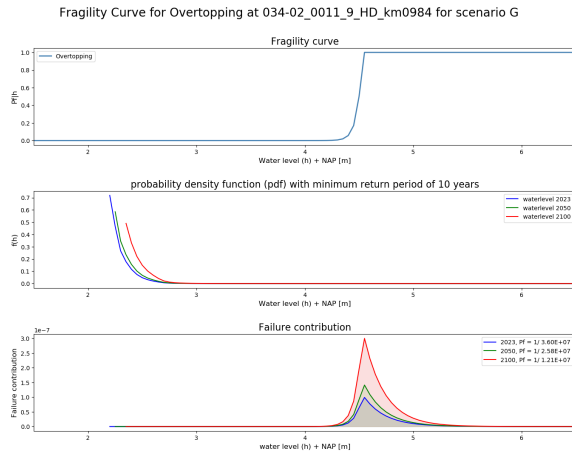 Fragility Curve for Overtopping at 034-02_0011_9_HD_km0984 for scenario G
Fragility curve
1.0
0.8
0.6
0.4
0.2
0.0
Pf|h
Overtopping
2 3 4 5 6
Water level (h) + NAP [m]
probability density function (pdf) with minimum return period of 10 years
0.7
0.6
0.5
0.4
0.3
0.2
0.1
0.0
f(h)
waterlevel 2023
waterlevel 2050
waterlevel 2100
2 3 4 5 6
Water level (h) + NAP [m]
Failure contribution
1e-7
3.0
2.5
2.0
1.5
1.0
0.5
0.0
Failure contribution
2023, Pf = 1/ 3.60E+07
2050, Pf = 1/ 2.58E+07
2100, Pf = 1/ 1.21E+07
2 3 4 5 6
water level (h) + NAP [m]